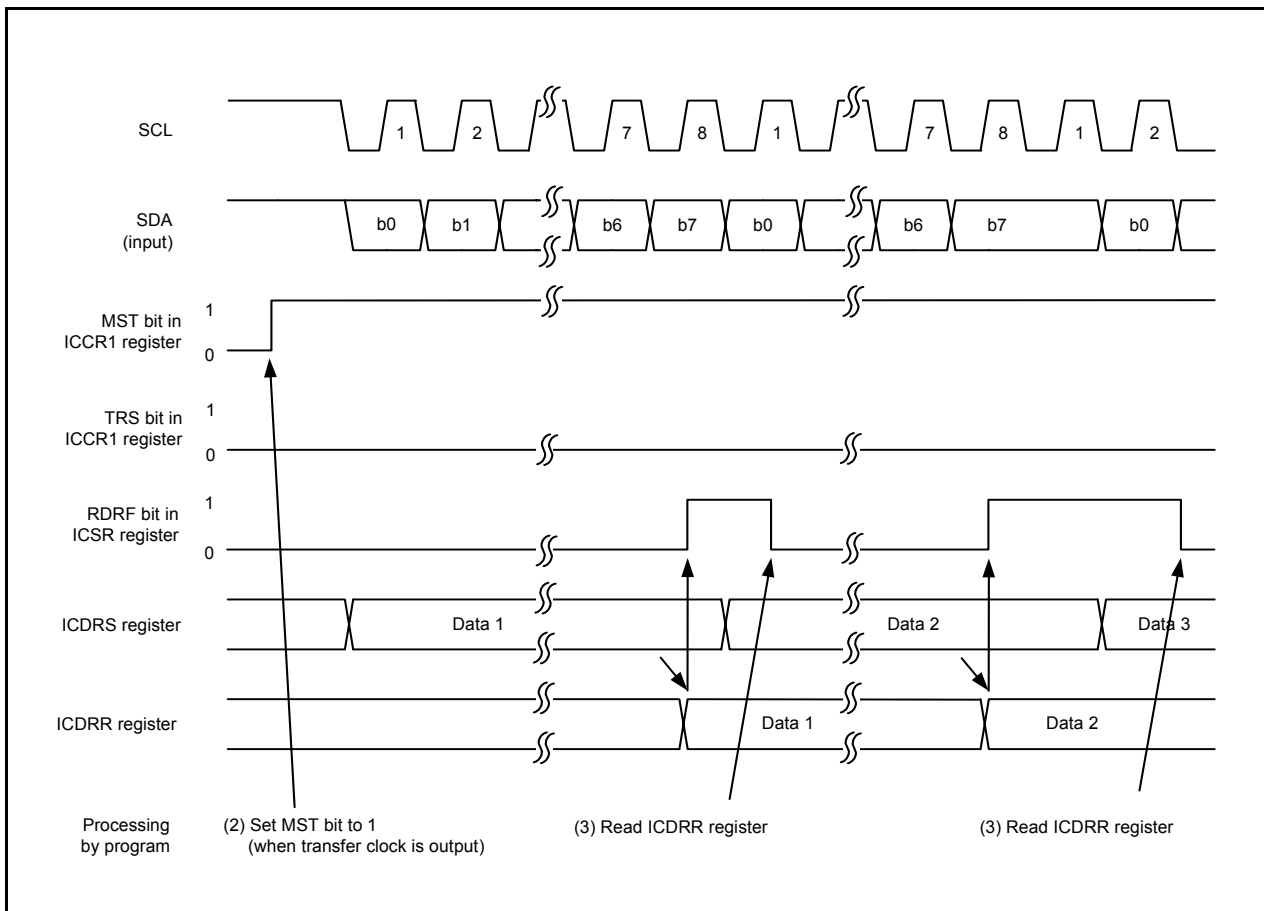 SCL
1 2 7 8 1 7 8 1 2
SDA
(input)
b0 b1 b6 b7 b0 b6 b7 b0
MST bit in
ICCR1 register
1
0
TRS bit in
ICCR1 register
1
0
RDRF bit in
ICSR register
1
0
ICDRS register
Data 1 Data 2 Data 3
ICDRR register
Data 1 Data 2
Processing
by program
(2) Set MST bit to 1
(when transfer clock is output)
(3) Read ICDRR register
(3) Read ICDRR register